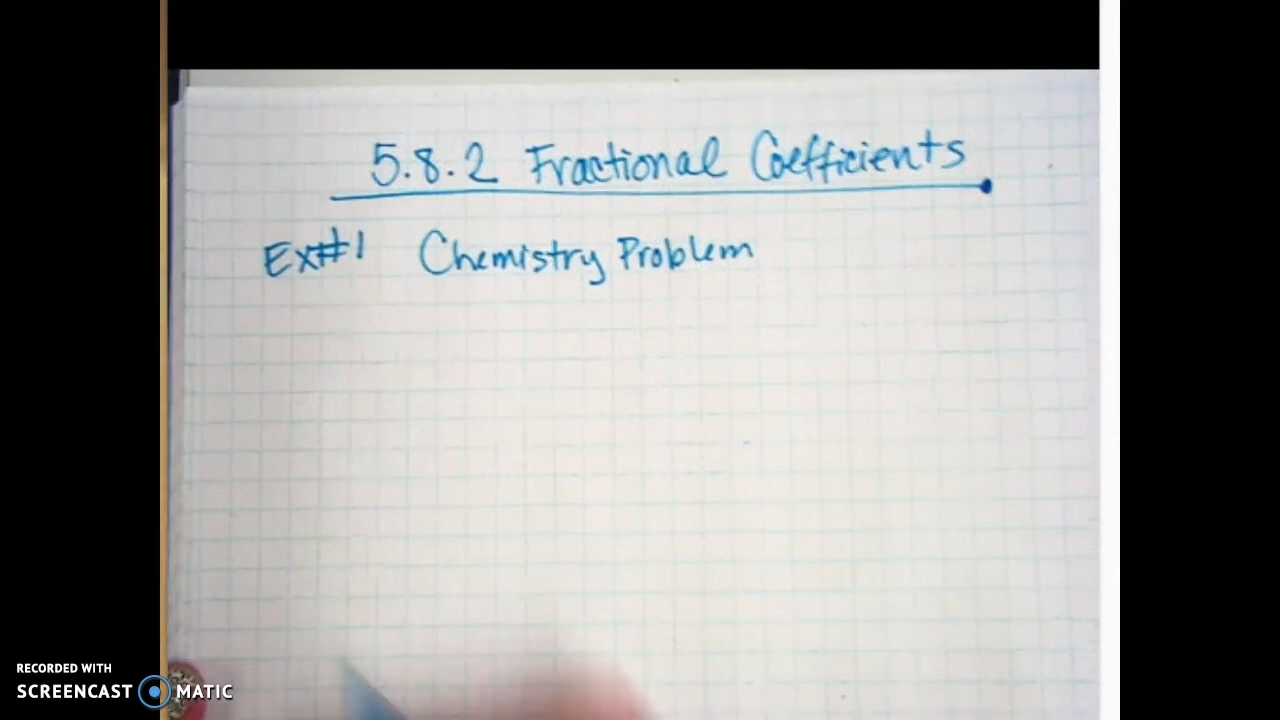 5.8.2 Fractional Coefficients
Ex#1 Chemistry Problem
RECORDED WITH
SCREENCAST MATIC